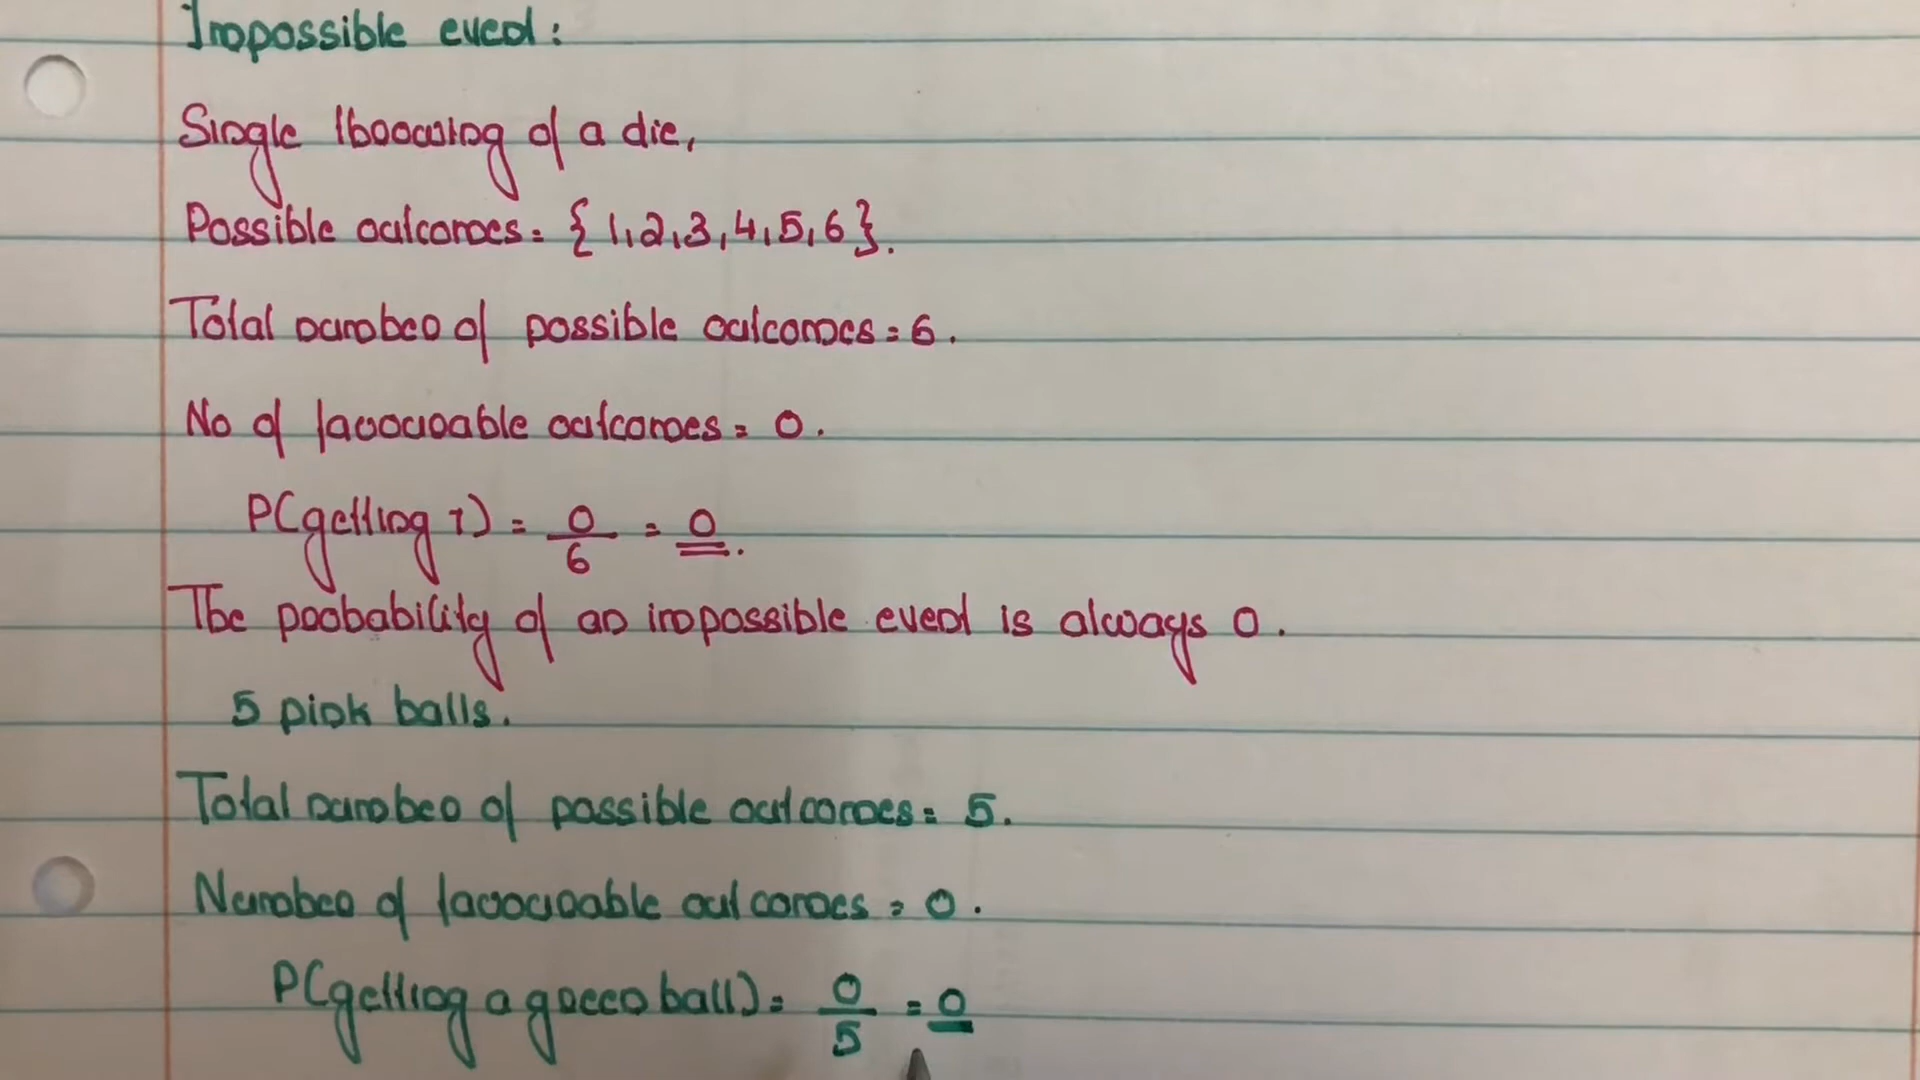 Impossible event:
Single throwing of a die,
Possible outcomes = {1,2,3,4,5,6}.
Total number of possible outcomes = 6.
No of favourable outcomes = 0.
P(getting 7) = 0/6 = 0.
The probability of an impossible event is always 0.
5 pink balls.
Total number of possible outcomes = 5.
Number of favourable outcomes = 0.
P(getting a green ball) = 0/5 = 0